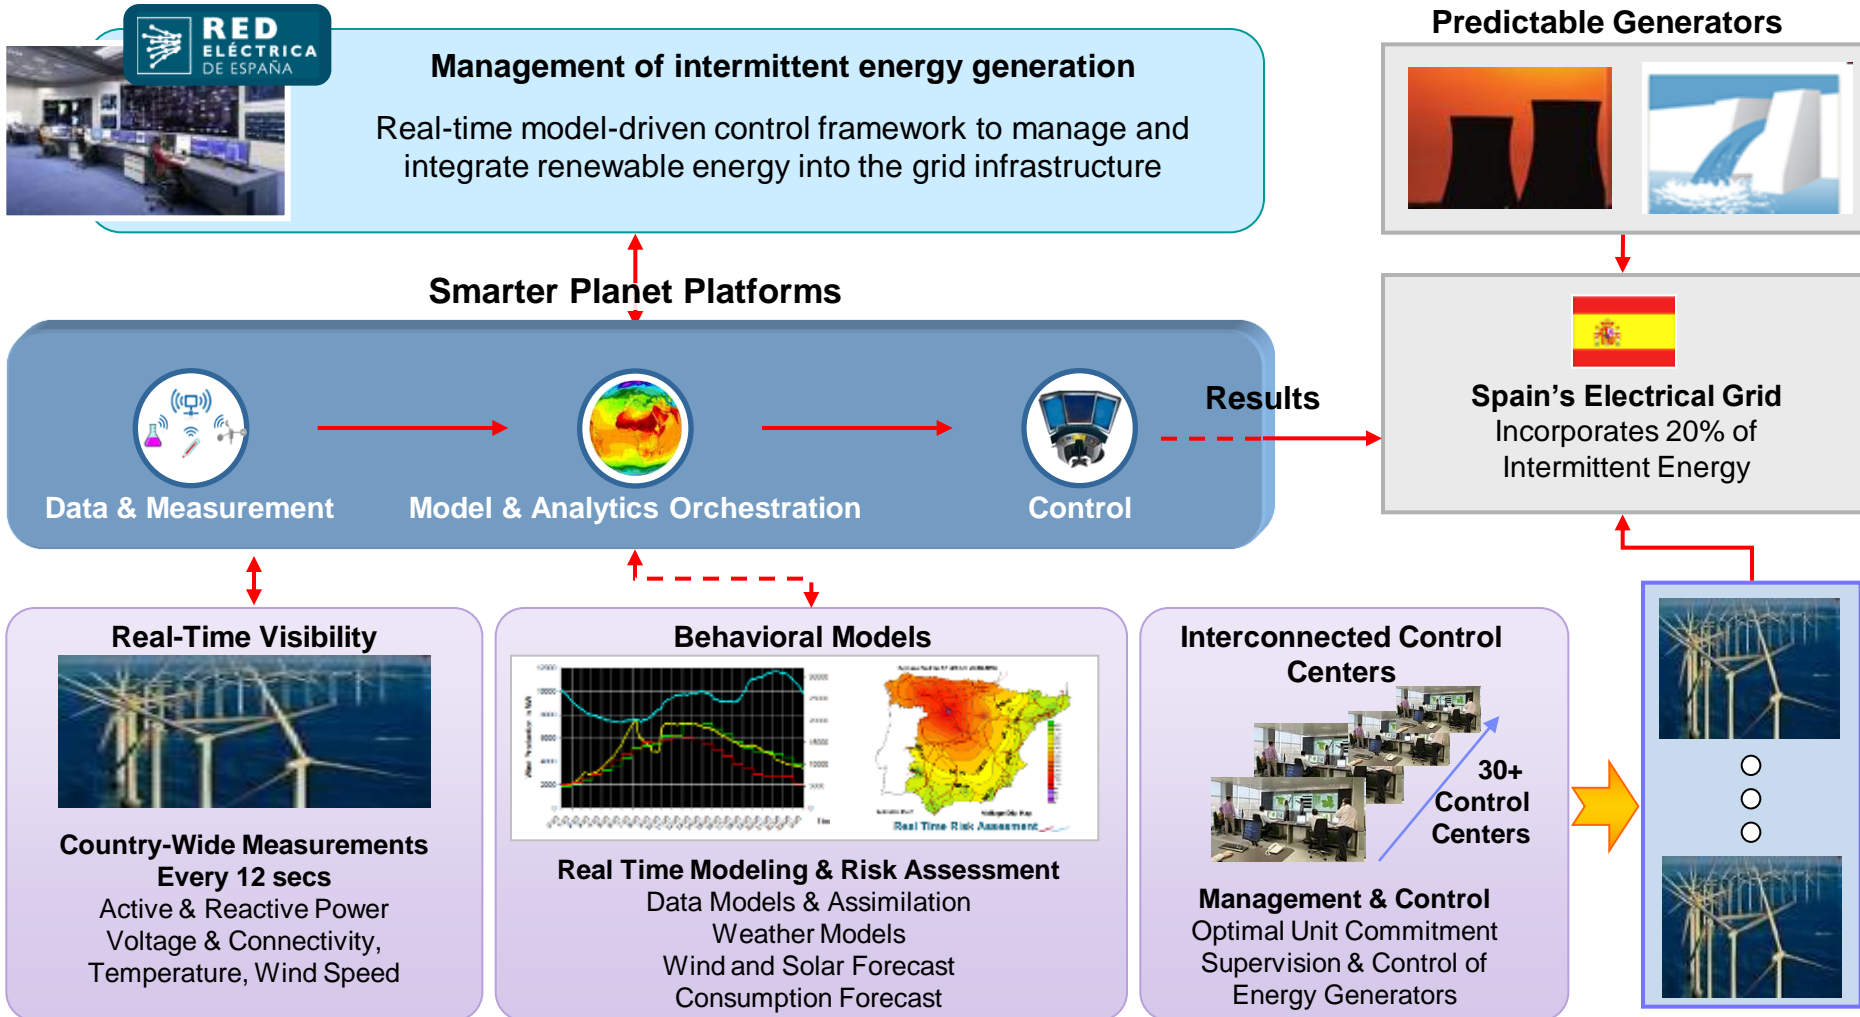 RED
ELÉCTRICA
DE ESPAÑA
Management of intermittent energy generation
Real-time model-driven control framework to manage and
integrate renewable energy into the grid infrastructure
Predictable Generators
Smarter Planet Platforms
Data & Measurement
Model & Analytics Orchestration
Control
Results
Spain's Electrical Grid
Incorporates 20% of
Intermittent Energy
Real-Time Visibility
Country-Wide Measurements
Every 12 secs
Active & Reactive Power
Voltage & Connectivity,
Temperature, Wind Speed
Behavioral Models
Real Time Risk Assesment
Real Time Modeling & Risk Assessment
Data Models & Assimilation
Weather Models
Wind and Solar Forecast
Consumption Forecast
Interconnected Control
Centers
30+
Control
Centers
Management & Control
Optimal Unit Commitment
Supervision & Control of
Energy Generators